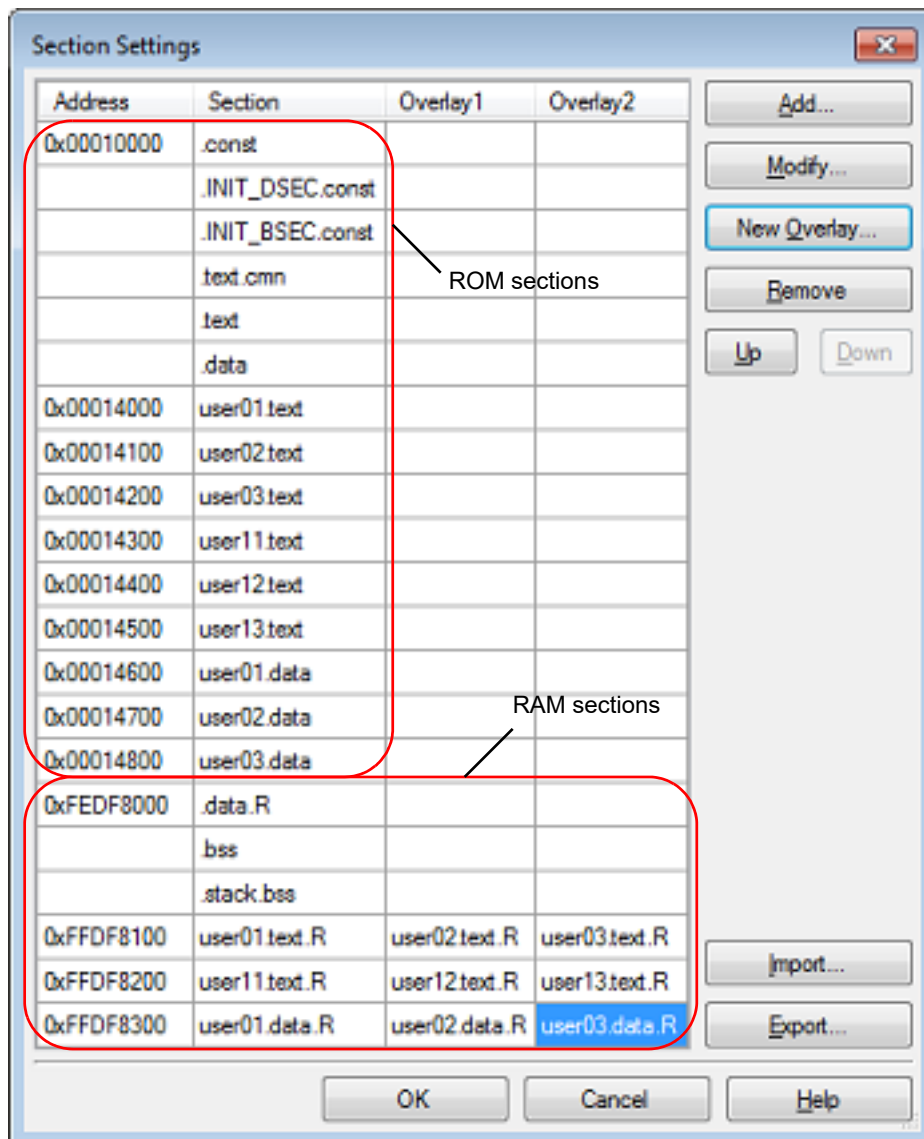 Section Settings
Address Section Overlay1 Overlay2
0x00010000 .const
.INIT_DSEC.const
.INIT_BSEC.const
.text.cmn
.text
.data
0x00014000 user01.text
0x00014100 user02.text
0x00014200 user03.text
0x00014300 user11.text
0x00014400 user12.text
0x00014500 user13.text
0x00014600 user01.data
0x00014700 user02.data
0x00014800 user03.data
0xFEDF8000 .data.R
.bss
.stack.bss
0xFFDF8100 user01.text.R user02.text.R user03.text.R
0xFFDF8200 user11.text.R user12.text.R user13.text.R
0xFFDF8300 user01.data.R user02.data.R user03.data.R
ROM sections
RAM sections
Add...
Modify...
New Overlay...
Remove
Up Down
Import...
Export...
OK Cancel Help